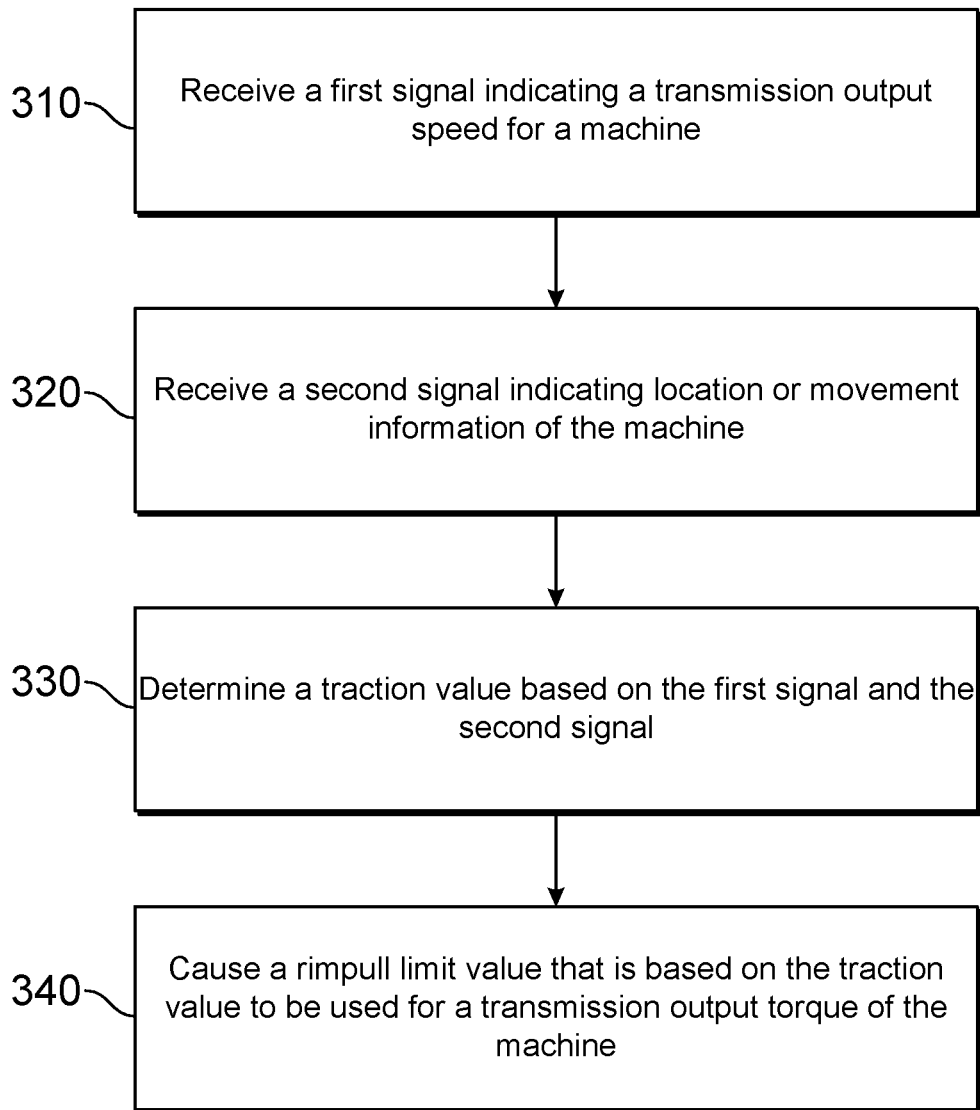 310
Receive a first signal indicating a transmission output
speed for a machine
320
Receive a second signal indicating location or movement
information of the machine
330
Determine a traction value based on the first signal and the
second signal
340
Cause a rimpull limit value that is based on the traction
value to be used for a transmission output torque of the
machine